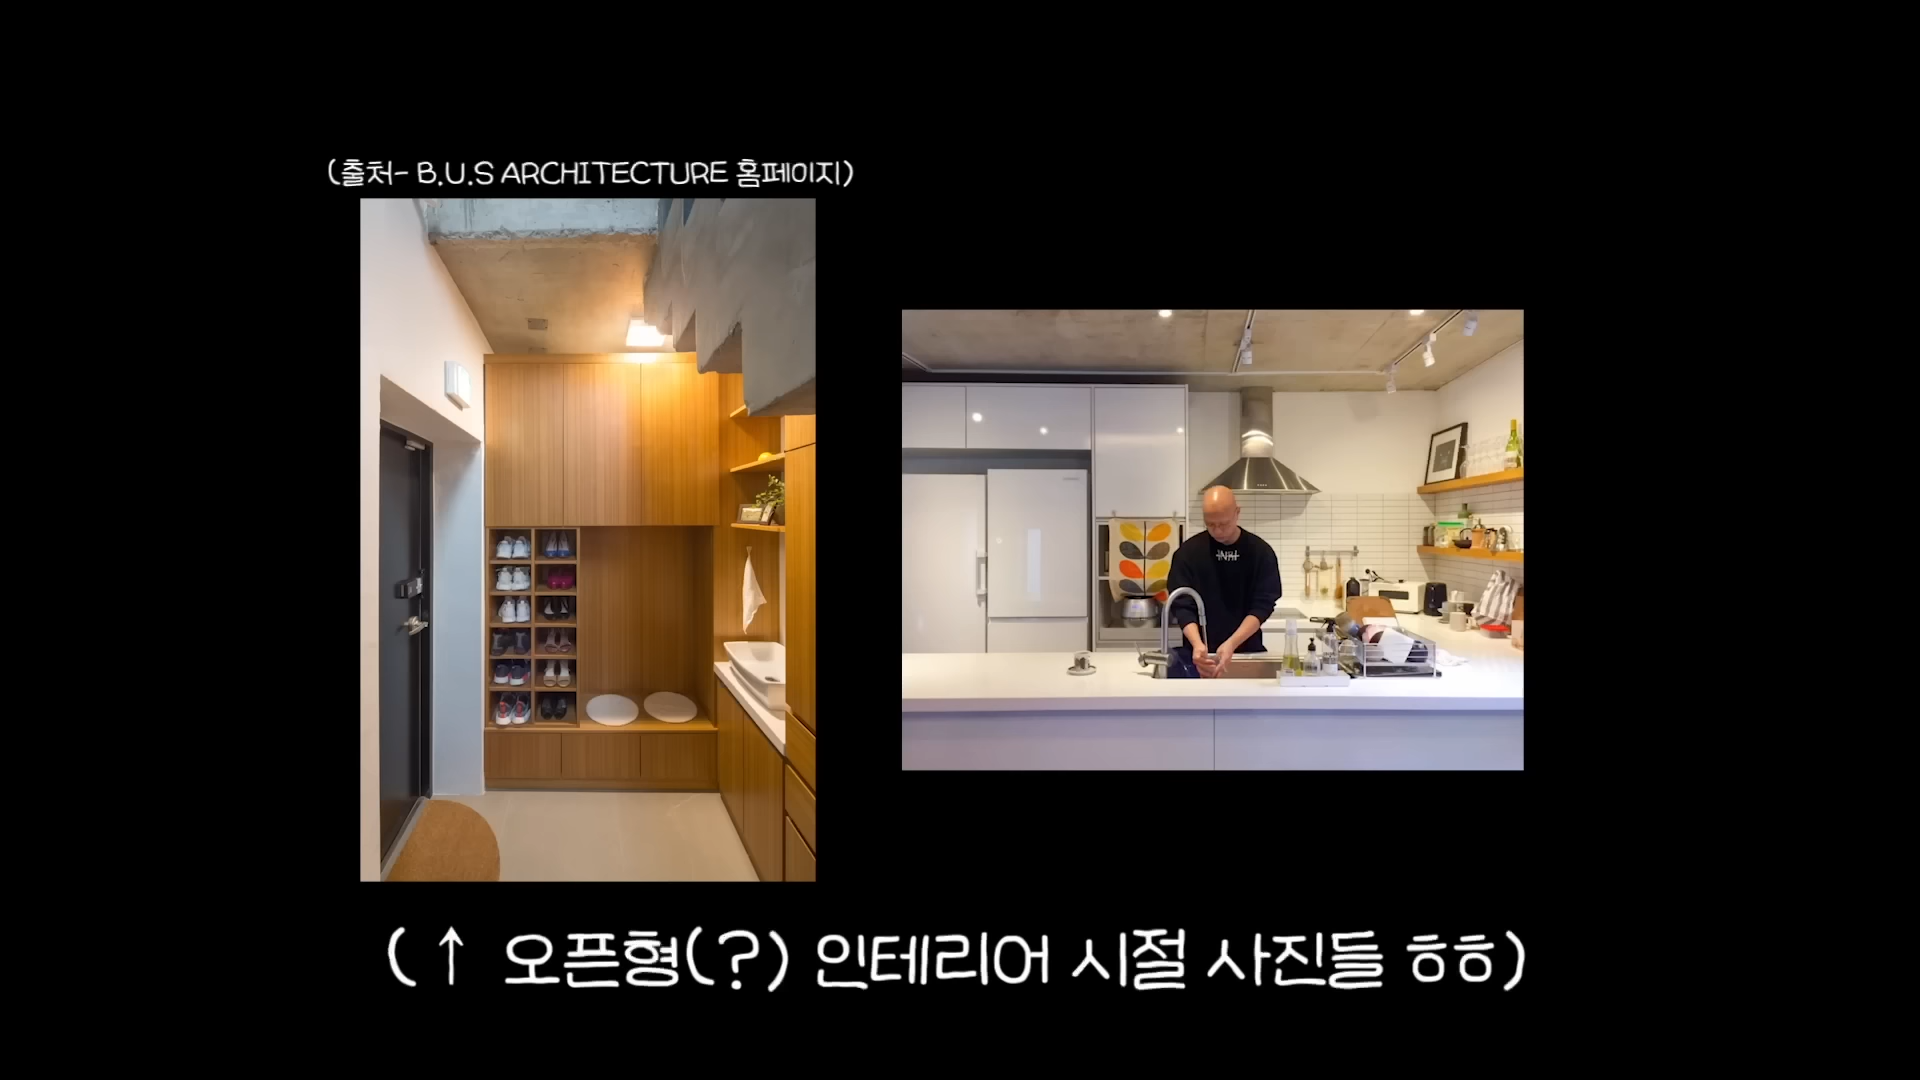 (출처- B.U.S ARCHITECTURE 홈페이지)
(↑ 오픈형(?) 인테리어 시절 사진들 ㅎㅎ)